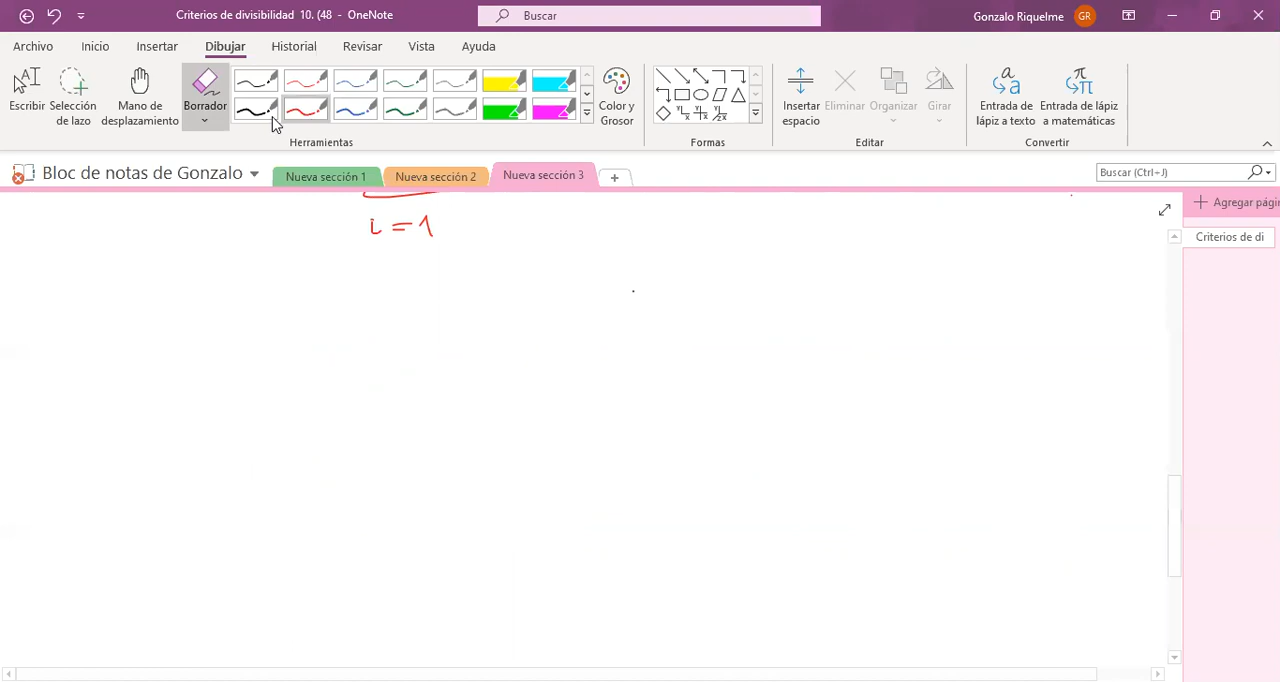 Criterios de divisibilidad 10. (48 - OneNote
Buscar
Gonzalo Riquelme
GR
Archivo
Inicio
Insertar
Dibujar
Historial
Revisar
Vista
Ayuda
Escribir
Selección de lazo
Mano de desplazamiento
Borrador
Color y Grosor
Insertar espacio
Eliminar
Organizar
Girar
Entrada de lápiz a texto
Entrada de lápiz a matemáticas
Herramientas
Formas
Editar
Convertir
Bloc de notas de Gonzalo
Nueva sección 1
Nueva sección 2
Nueva sección 3
Buscar (Ctrl+J)
Agregar págin
Criterios de di
i = 1